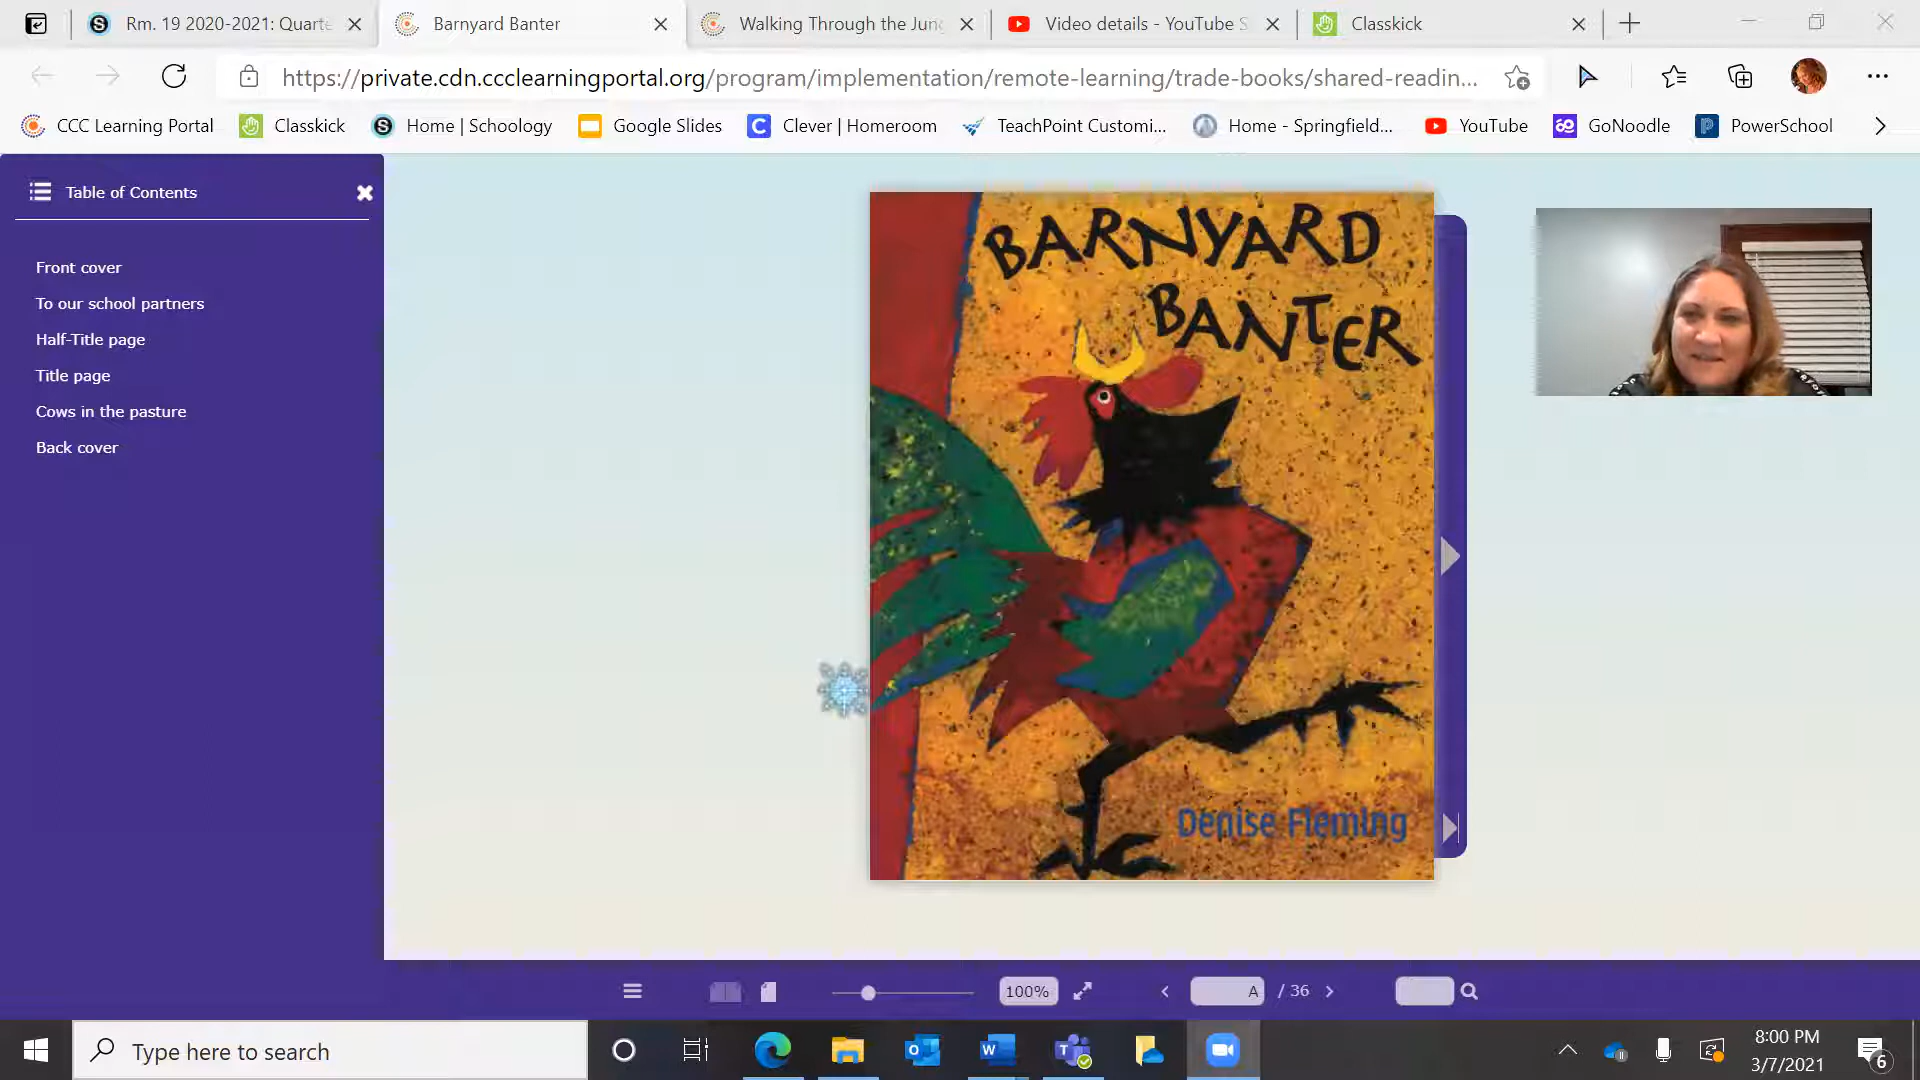 Rm. 19 2020-2021: Quarte
Barnyard Banter
Walking Through the Jung
Video details - YouTube S
Classkick
https://private.cdn.ccclearningportal.org/program/implementation/remote-learning/trade-books/shared-readin...
CCC Learning Portal
Classkick
Home | Schoology
Google Slides
Clever | Homeroom
TeachPoint Customi...
Home - Springfield...
YouTube
GoNoodle
PowerSchool
Table of Contents
Front cover
To our school partners
Half-Title page
Title page
Cows in the pasture
Back cover
BARNYARD
BANTER
Denise Fleming
100%
A / 36
Type here to search
8:00 PM
3/7/2021
6